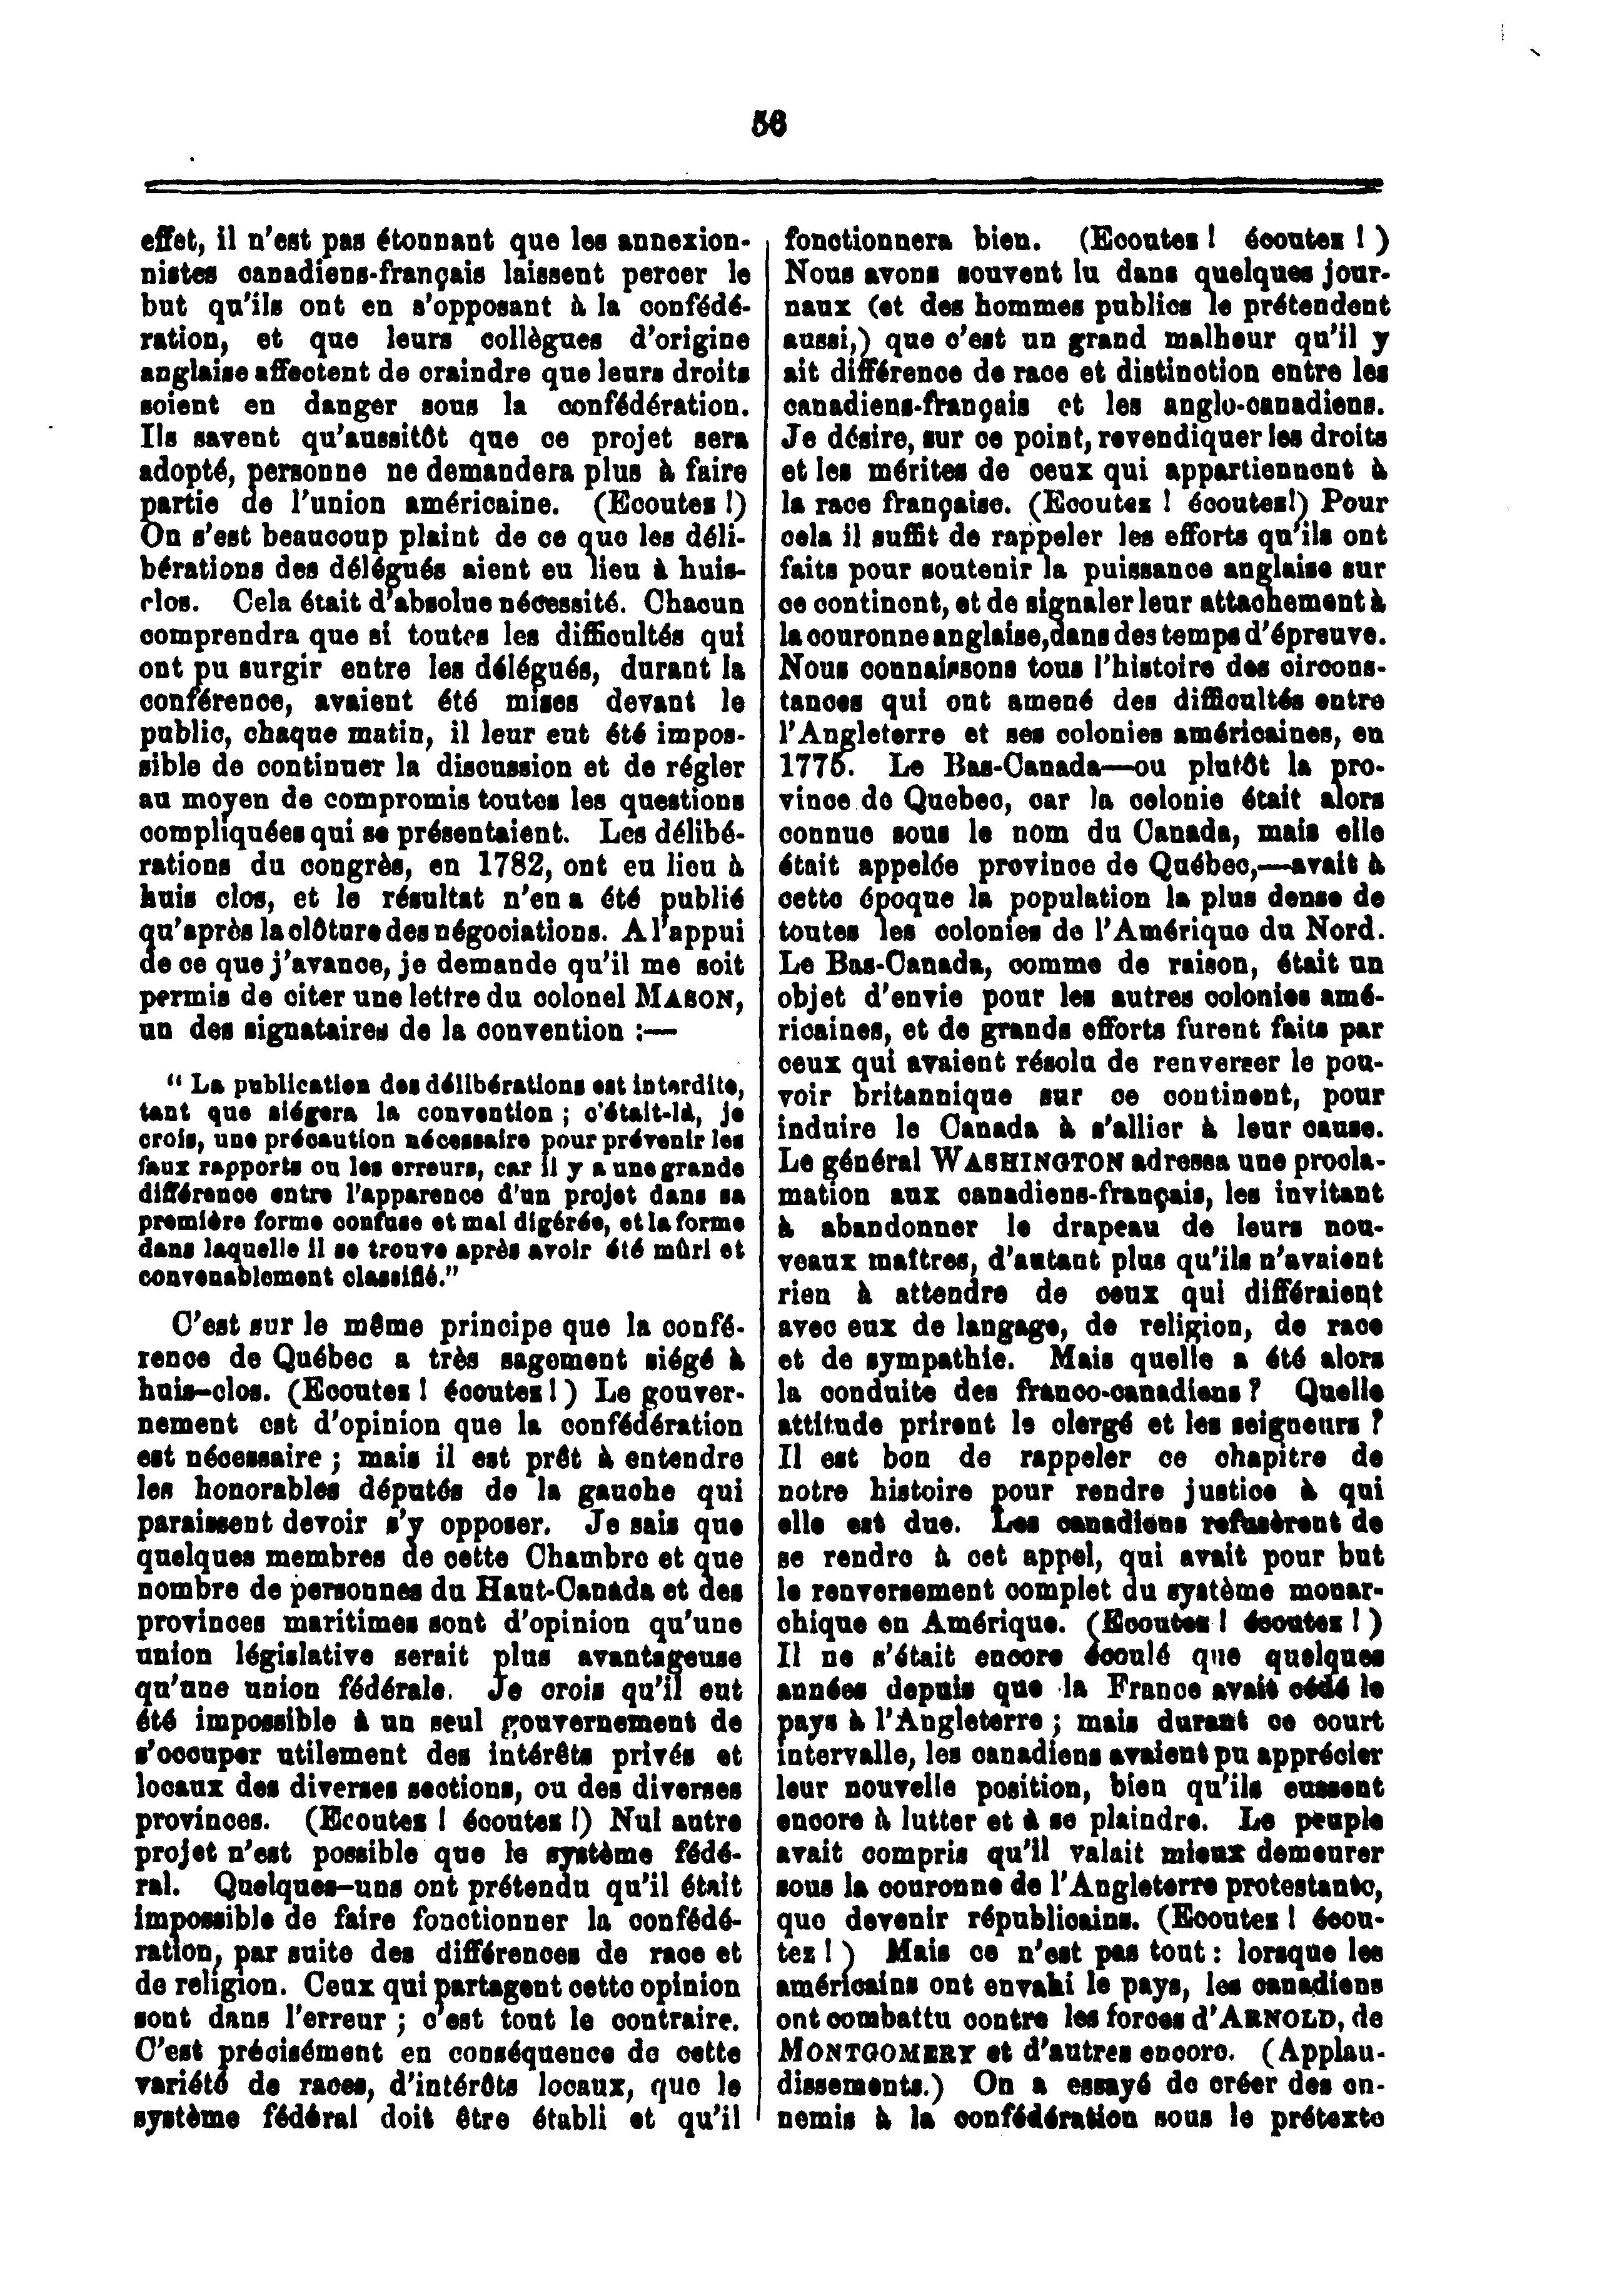 56
effet, il n'est pas étonnant que les annexion-
nistes canadiens-français laissent percer le
but qu'ils ont en s'opposant à la confédé-
ration, et que leurs collègues d'origine
anglaise affectent de craindre que leurs droits
soient en danger sous la confédération.
Ils savent qu'aussitôt que ce projet sera
adopté, personne ne demandera plus à faire
partie de l'union américaine. (Ecoutez !)
On s'est beaucoup plaint de ce que les déli-
bérations des délégués aient eu lieu à huis-
clos. Cela était d'absolue nécessité. Chacun
comprendra que si toutes les difficultés qui
ont pu surgir entre les délégués, durant la
conférence, avaient été mises devant le
public, chaque matin, il leur eut été impos-
sible de continuer la discussion et de régler
au moyen de compromis toutes les questions
compliquées qui se présentaient. Les délibé-
rations du congrès, en 1782, ont eu lieu à
huis clos, et le résultat n'en a été publié
qu'après la clôture des négociations. A l'appui
de ce que j'avance, je demande qu'il me soit
permis de citer une lettre du colonel MASON,
un des signataires de la convention :—
" La publication des délibérations est interdite,
tant que siégera la convention ; c'était-là, je
crois, une précaution nécessaire pour prévenir les
faux rapports ou les erreurs, car il y a une grande
différence entre l'apparence d'un projet dans sa
première forme confuse et mal digérée, et la forme
dans laquelle il se trouve après avoir été mûri et
convenablement classifié."
C'est sur le même principe que la confé-
rence de Québec a très sagement siégé à
huis-clos. (Ecoutez ! écoutez !) Le gouver-
nement est d'opinion que la confédération
est nécessaire ; mais il est prêt à entendre
les honorables députés de la gauche qui
paraissent devoir s'y opposer. Je sais que
quelques membres de cette Chambre et que
nombre de personnes du Haut-Canada et des
provinces maritimes sont d'opinion qu'une
union législative serait plus avantageuse
qu'une union fédérale. Je crois qu'il eut
été impossible à un seul gouvernement de
s'occuper utilement des intérêts privés et
locaux des diverses sections, ou des diverses
provinces. (Ecoutez ! écoutez !) Nul autre
projet n'est possible que le système fédé-
ral. Quelques-uns ont prétendu qu'il était
impossible de faire fonctionner la confédé-
ration, par suite des différences de race et
de religion. Ceux qui partagent cette opinion
sont dans l'erreur ; c'est tout le contraire.
C'est précisément en conséquence de cette
variété de races, d'intérêts locaux, que le
système fédéral doit être établi et qu'il
fonctionnera bien. (Ecoutez ! écoutez ! )
Nous avons souvent lu dans quelques jour-
naux (et des hommes publics le prétendent
aussi,) que c'est un grand malheur qu'il y
ait différence de race et distinction entre les
canadiens-français et les anglo-canadiens.
Je désire, sur ce point, revendiquer les droits
et les mérites de ceux qui appartiennent à
la race française. (Ecoutez ! écoutez!) Pour
cela il suffit de rappeler les efforts qu'ils ont
faits pour soutenir la puissance anglaise sur
ce continent, et de signaler leur attachement à
la couronne anglaise, dans des temps d'épreuve.
Nous connaissons tous l'histoire des circons-
tances qui ont amené des difficultés entre
l'Angleterre et ses colonies américaines, en
1775. Le Bas-Canada—ou plutôt la pro-
vince de Quebec, car la colonie était alors
connue sous le nom du Canada, mais elle
était appelée province de Québec,—avait à
cette époque la population la plus dense de
toutes les colonies de l'Amérique du Nord.
Le Bas-Canada, comme de raison, était un
objet d'envie pour les autres colonies amé-
ricaines, et de grands efforts furent faits par
ceux qui avaient résolu de renverser le pou-
voir britannique sur ce continent, pour
induire le Canada à s'allier à leur cause.
Le général WASHINGTON adressa une procla-
mation aux canadiens-français, les invitant
à abandonner le drapeau de leurs nou-
veaux maîtres, d'autant plus qu'ils n'avaient
rien à attendre de ceux qui différaient
avec eux de langage, de religion, de race
et de sympathie. Mais quelle a été alors
la conduite des franco-canadiens ? Quelle
attitude prirent le clergé et les seigneurs ?
Il est bon de rappeler ce chapitre de
notre histoire pour rendre justice à qui
elle est due. Les canadiens refusèrent de
se rendre à cet appel, qui avait pour but
le renversement complet du système monar-
chique en Amérique. (Ecoutez ! écoutez ! )
Il ne s'était encore écoulé que quelques
années depuis que la France avait cédé le
pays à l'Angleterre ; mais durant ce court
intervalle, les canadiens avaient pu apprécier
leur nouvelle position, bien qu'ils eussent
encore à lutter et à se plaindre. Le peuple
avait compris qu'il valait mieux demeurer
sous la couronne de l'Angleterre protestante,
que devenir républicains. (Ecoutez ! écou-
tez ! ) Mais ce n'est pas tout : lorsque les
américains ont envahi le pays, les canadiens
ont combattu contre les forces d'ARNOLD, de
MONTGOMERY et d'autres encore. (Applau-
dissements.) On a essayé de créer des en-
nemis à la confédération sous le prétexte